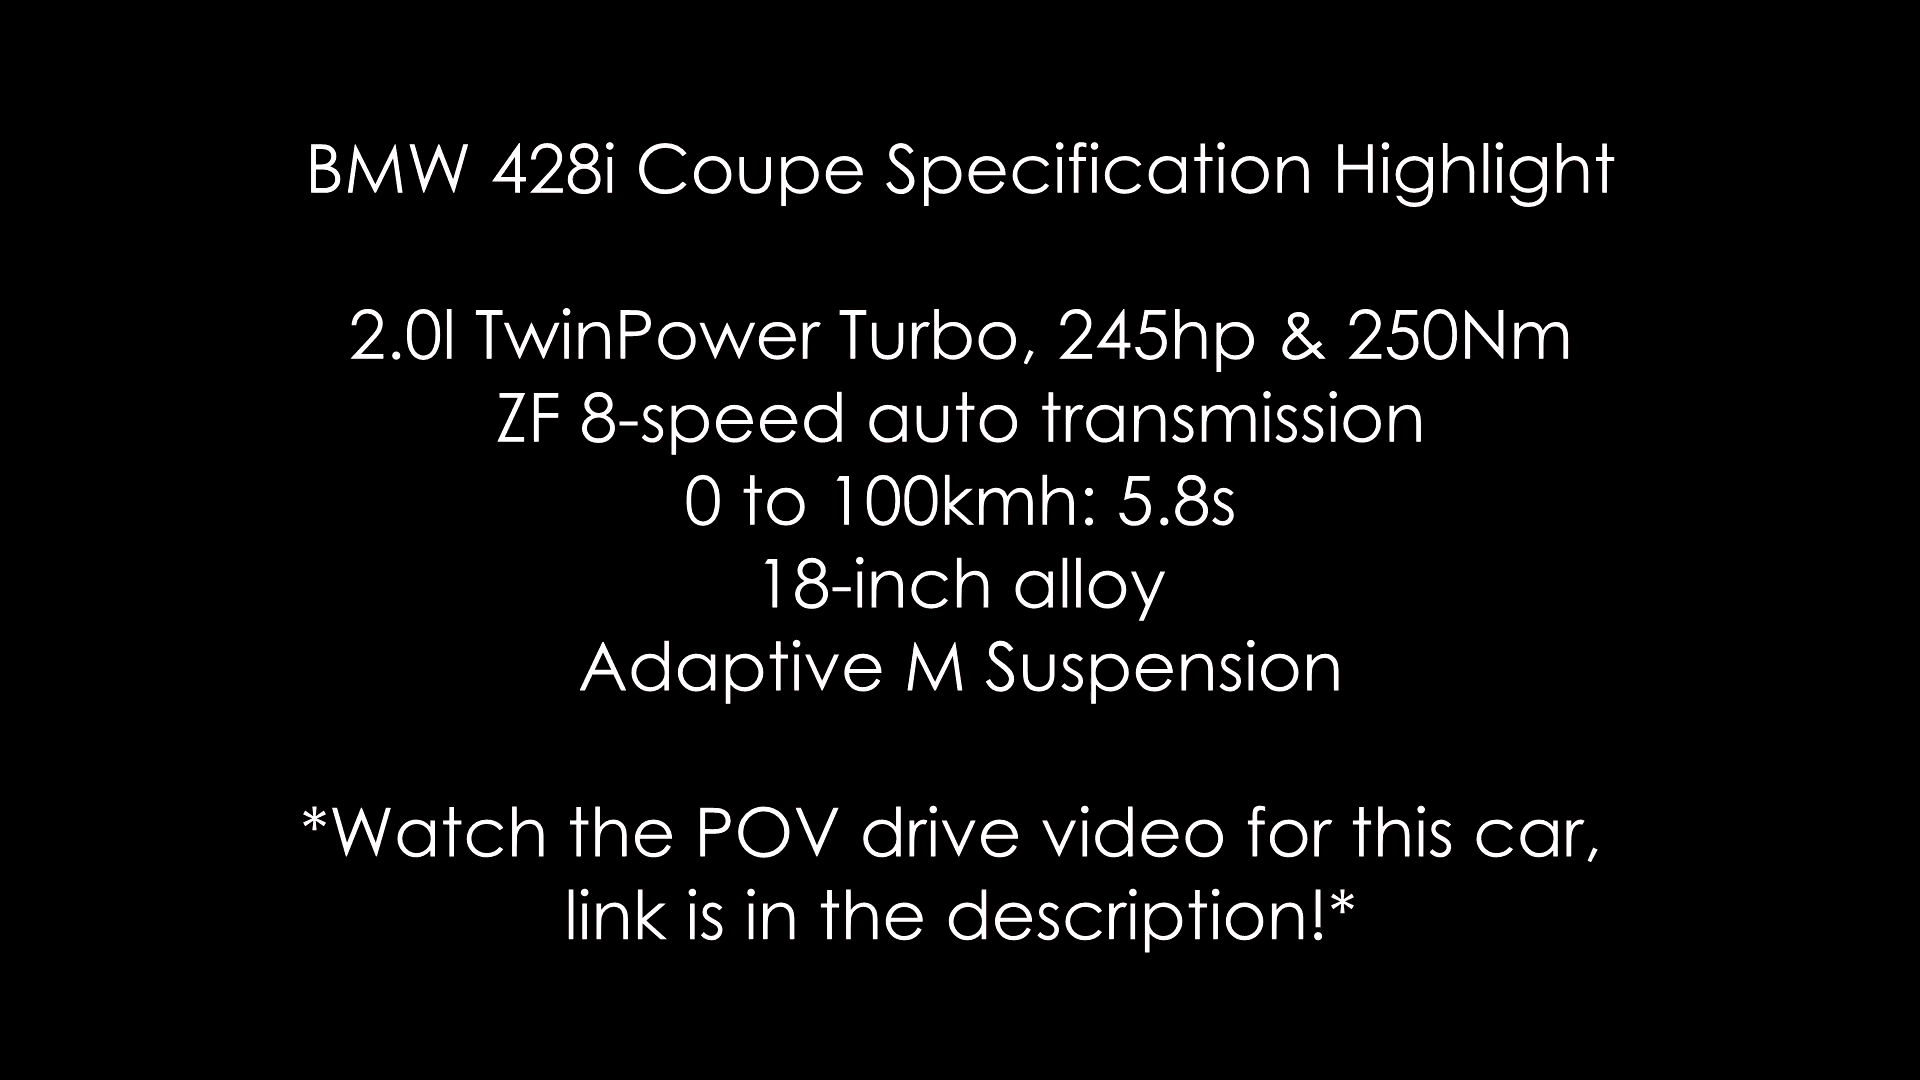 BMW 428i Coupe Specification Highlight
2.0l TwinPower Turbo, 245hp & 250Nm
ZF 8-speed auto transmission
0 to 100kmh: 5.8s
18-inch alloy
Adaptive M Suspension
*Watch the POV drive video for this car,
link is in the description!*